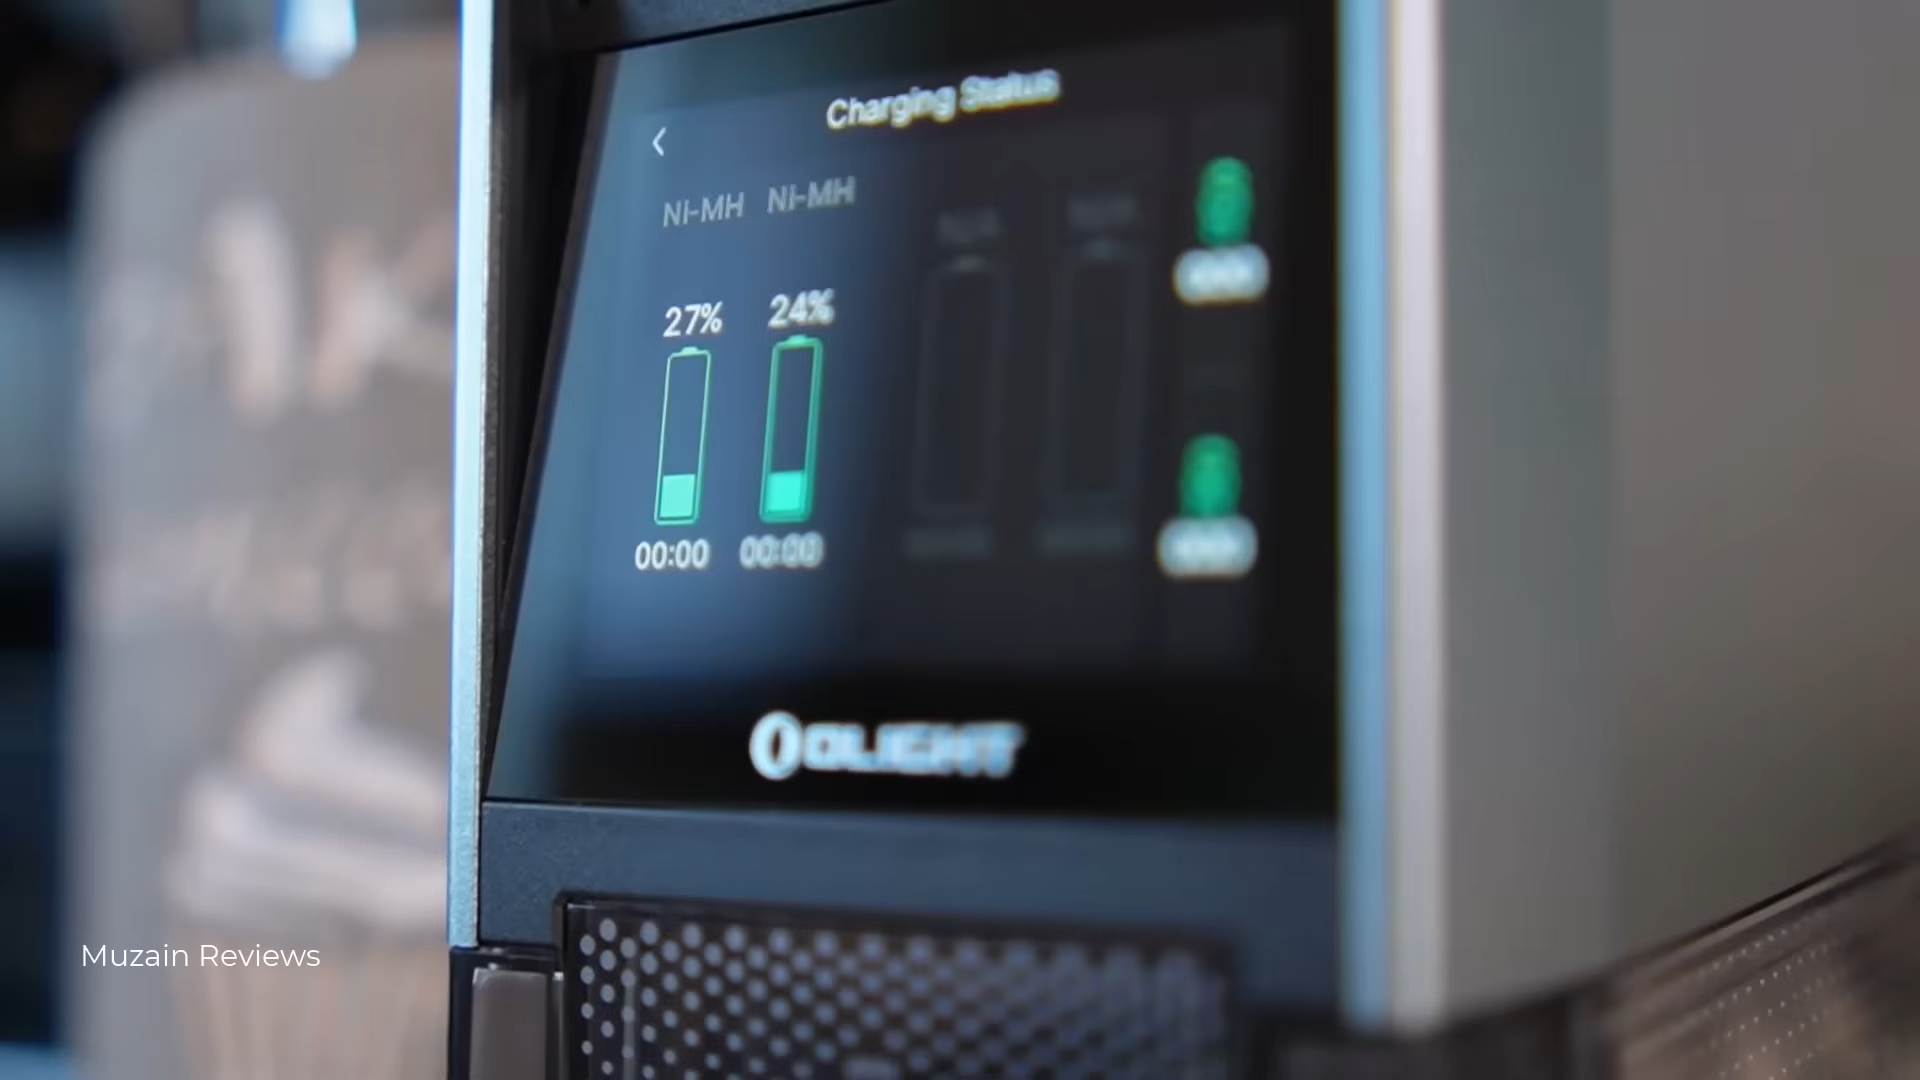 Charging Status
NI-MH NI-MH
27% 24%
00:00 00:00
OLIGHT
Muzain Reviews